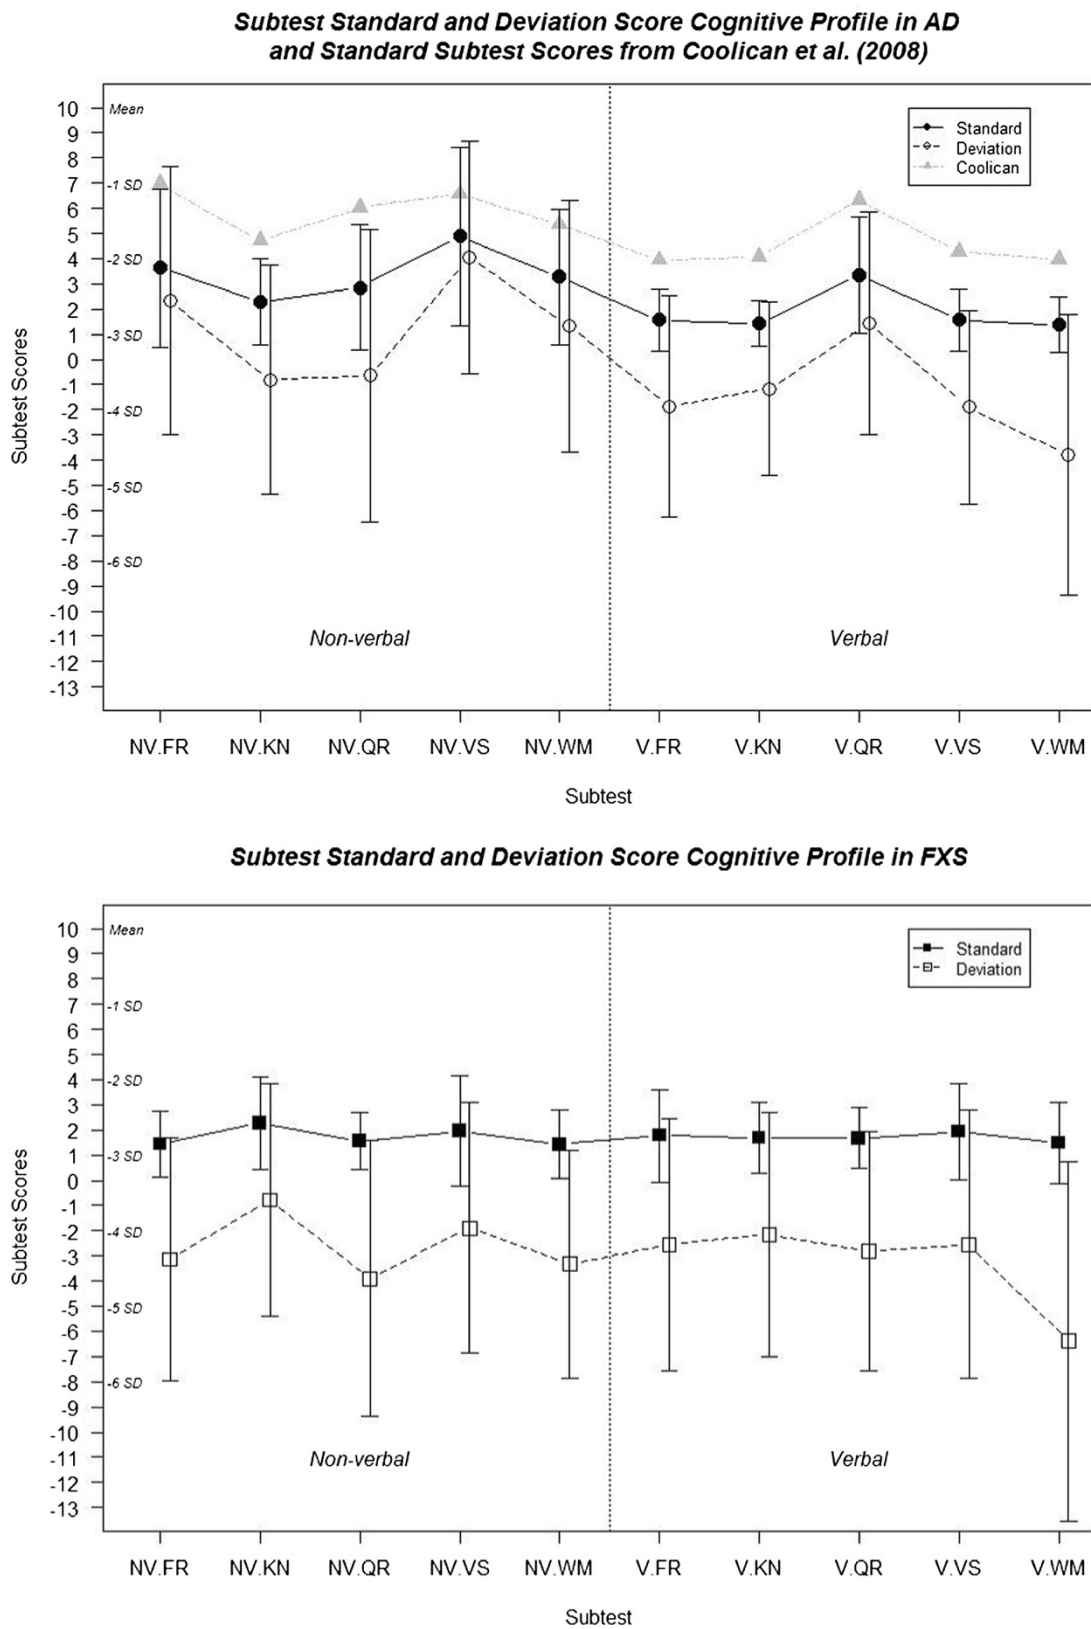 Subtest Standard and Deviation Score Cognitive Profile in AD
and Standard Subtest Scores from Coolican et al. (2008)
Subtest Scores
10
9
8
7
6
5
4
3
2
1
0
-1
-2
-3
-4
-5
-6
-7
-8
-9
-10
-11
-12
-13
Mean
-1 SD
-2 SD
-3 SD
-4 SD
-5 SD
-6 SD
Standard
Deviation
Coolican
Non-verbal
Verbal
NV.FR NV.KN NV.QR NV.VS NV.WM V.FR V.KN V.QR V.VS V.WM
Subtest
Subtest Standard and Deviation Score Cognitive Profile in FXS
Subtest Scores
10
9
8
7
6
5
4
3
2
1
0
-1
-2
-3
-4
-5
-6
-7
-8
-9
-10
-11
-12
-13
Mean
-1 SD
-2 SD
-3 SD
-4 SD
-5 SD
-6 SD
Standard
Deviation
Non-verbal
Verbal
NV.FR NV.KN NV.QR NV.VS NV.WM V.FR V.KN V.QR V.VS V.WM
Subtest